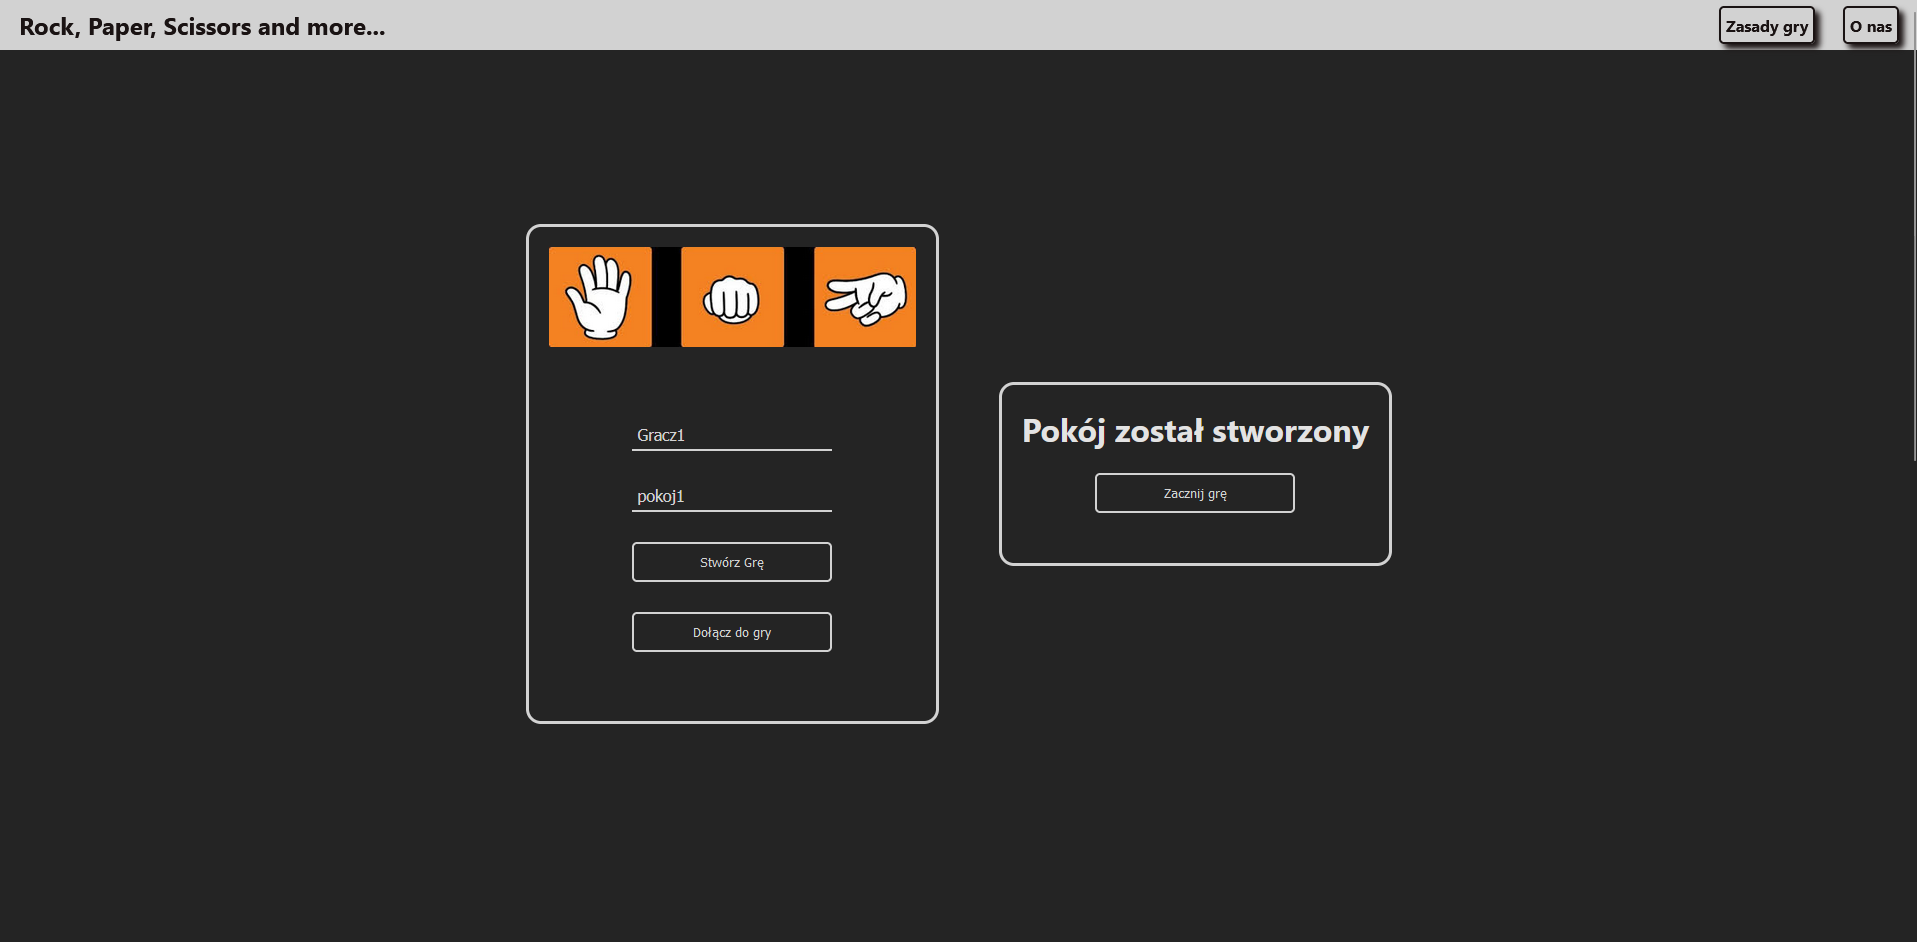 Rock, Paper, Scissors and more...
Zasady gry
O nas
Gracz1
pokoj1
Stwórz Grę
Dołącz do gry
Pokój został stworzony
Zacznij grę